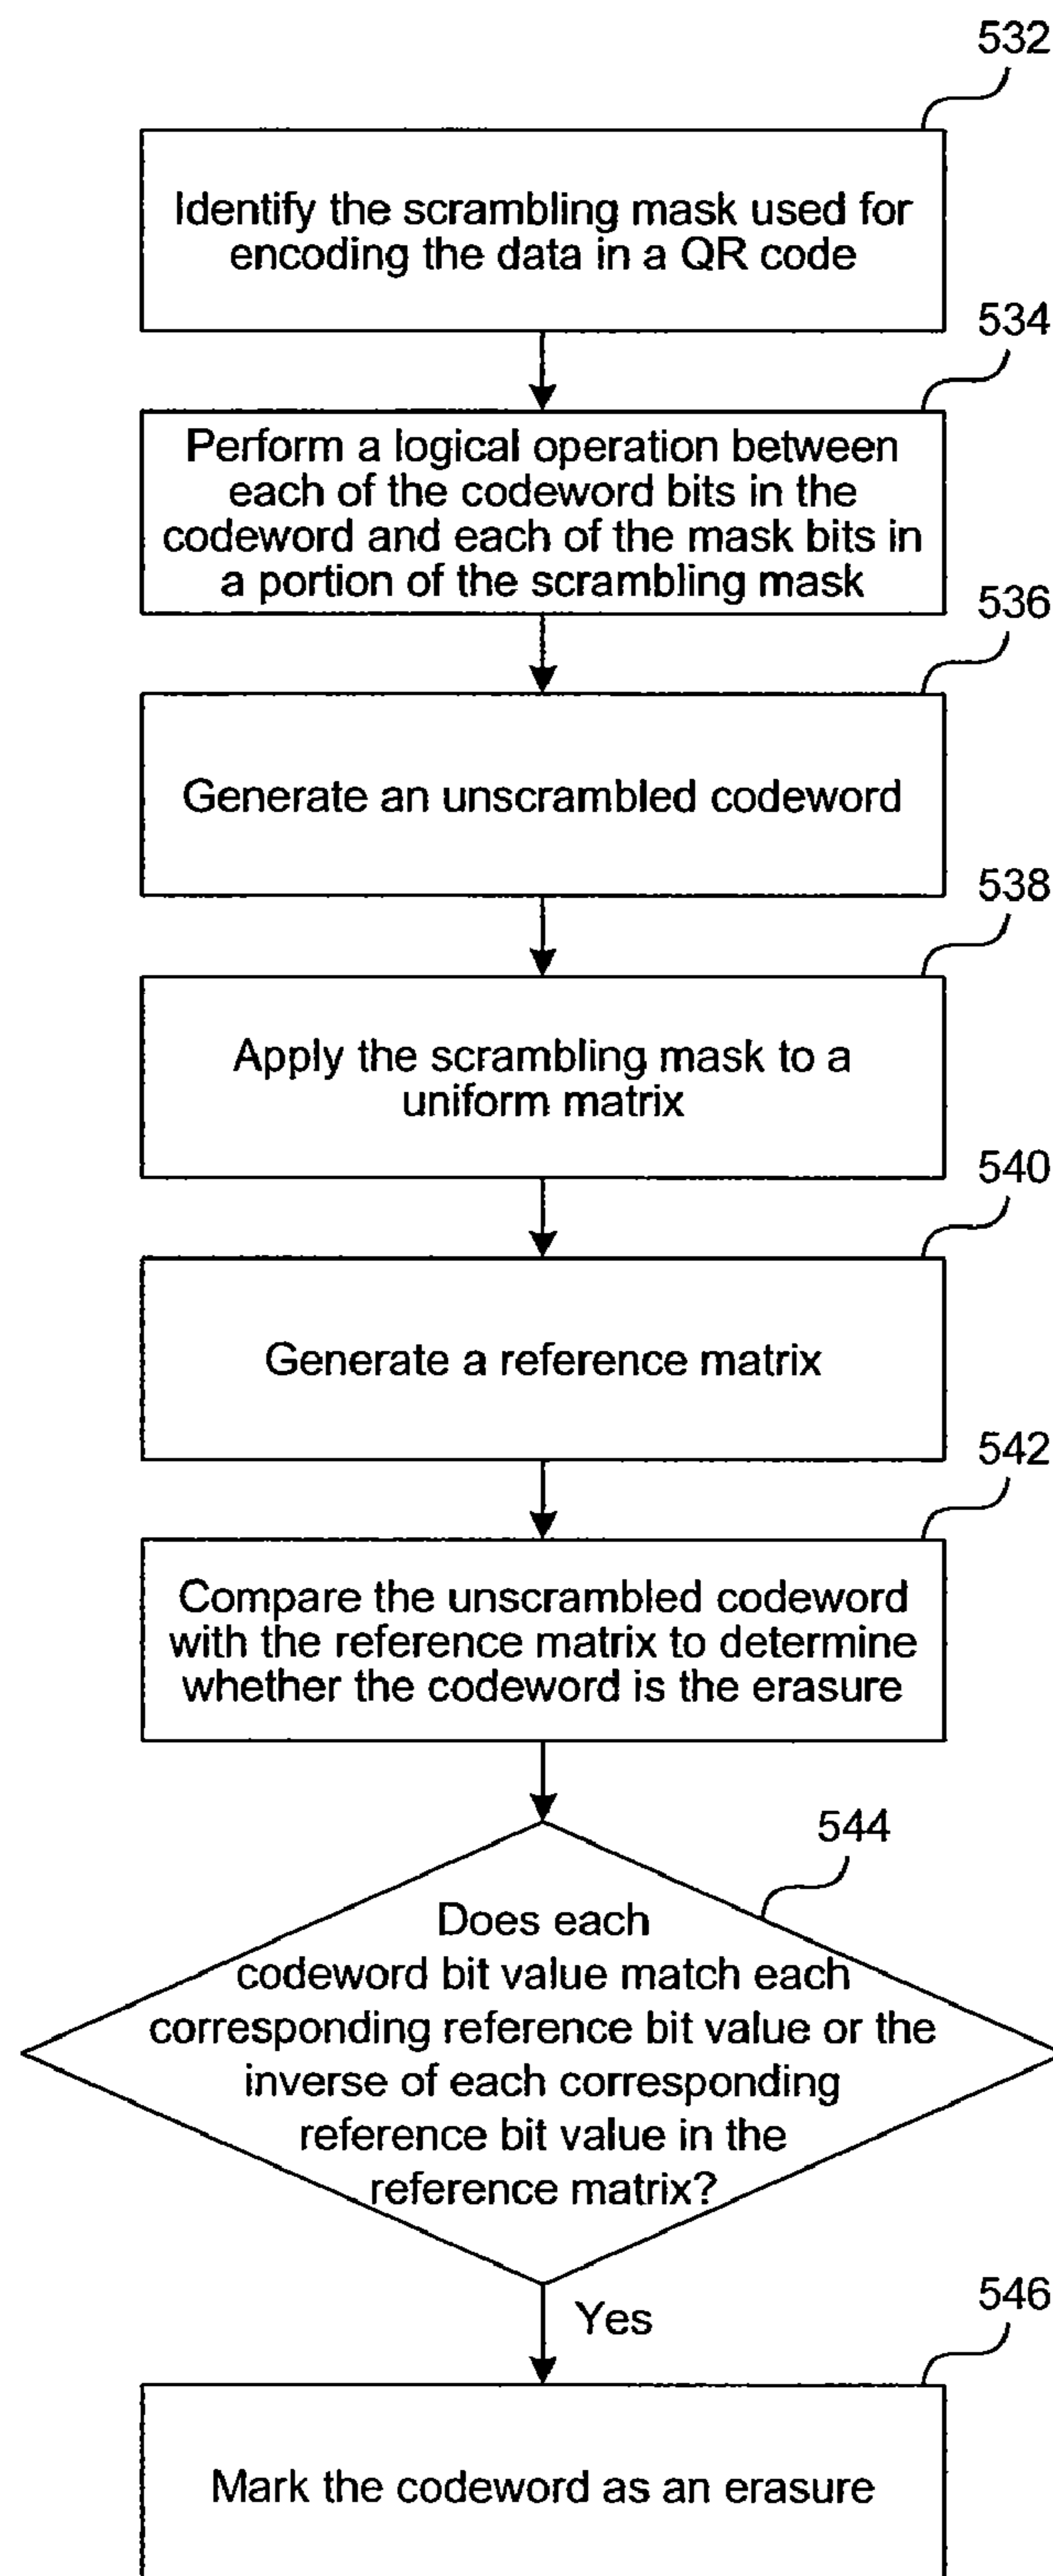 532
Identify the scrambling mask used for
encoding the data in a QR code
534
Perform a logical operation between
each of the codeword bits in the
codeword and each of the mask bits in
a portion of the scrambling mask
536
Generate an unscrambled codeword
538
Apply the scrambling mask to a
uniform matrix
540
Generate a reference matrix
542
Compare the unscrambled codeword
with the reference matrix to determine
whether the codeword is the erasure
544
Does each
codeword bit value match each
corresponding reference bit value or the
inverse of each corresponding
reference bit value in the
reference matrix?
Yes
546
Mark the codeword as an erasure